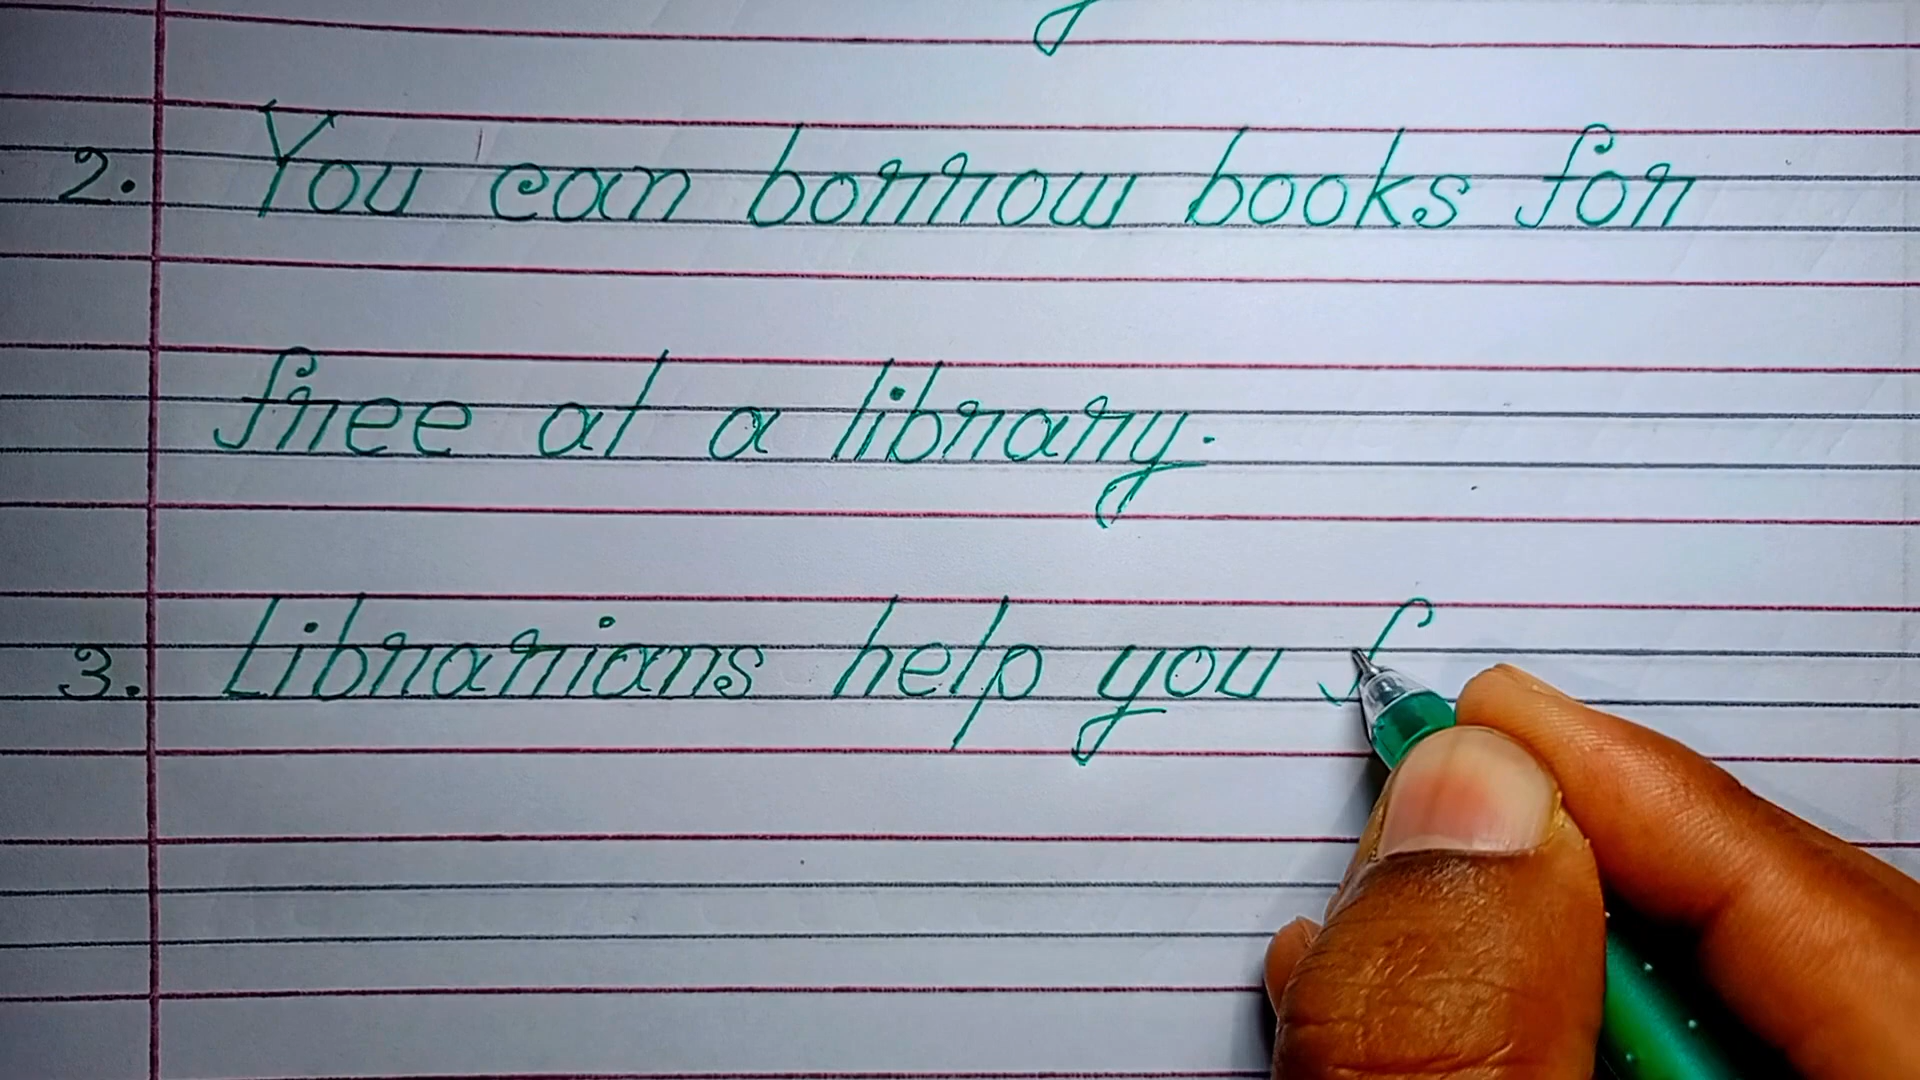 2. You can borrow books for
free at a library.
3. Librarians help you f